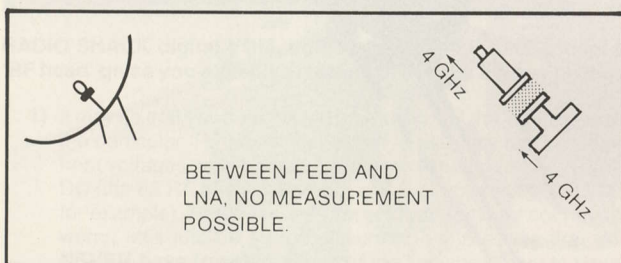 4 GHz
BETWEEN FEED AND
LNA, NO MEASUREMENT
POSSIBLE.
4 GHz